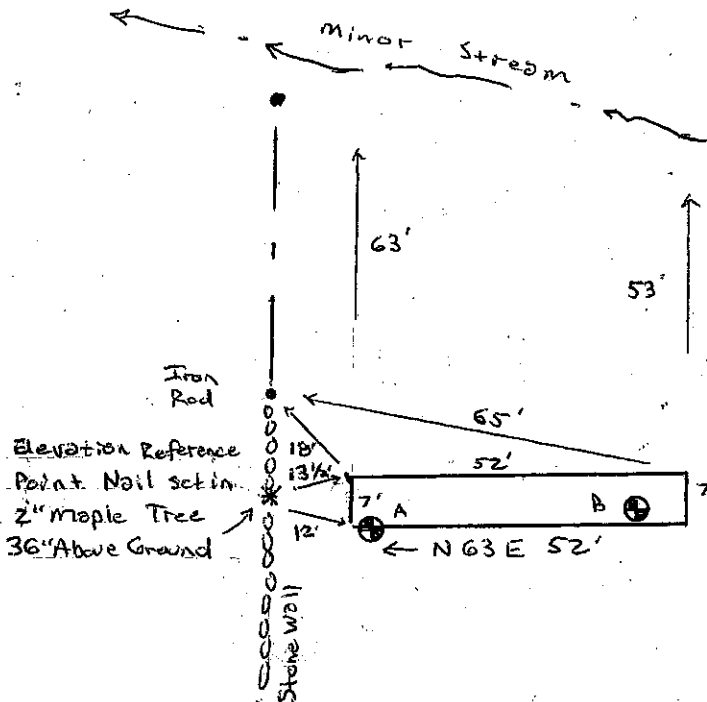 Minor Stream
63'
53'
Iron
Rod
65'
Elevation Reference
Point Nail set in
2" Maple Tree
36" Above Ground
18'
13½'
12'
52'
7'
A
B
7
← N 63 E 52'
Stone Wall